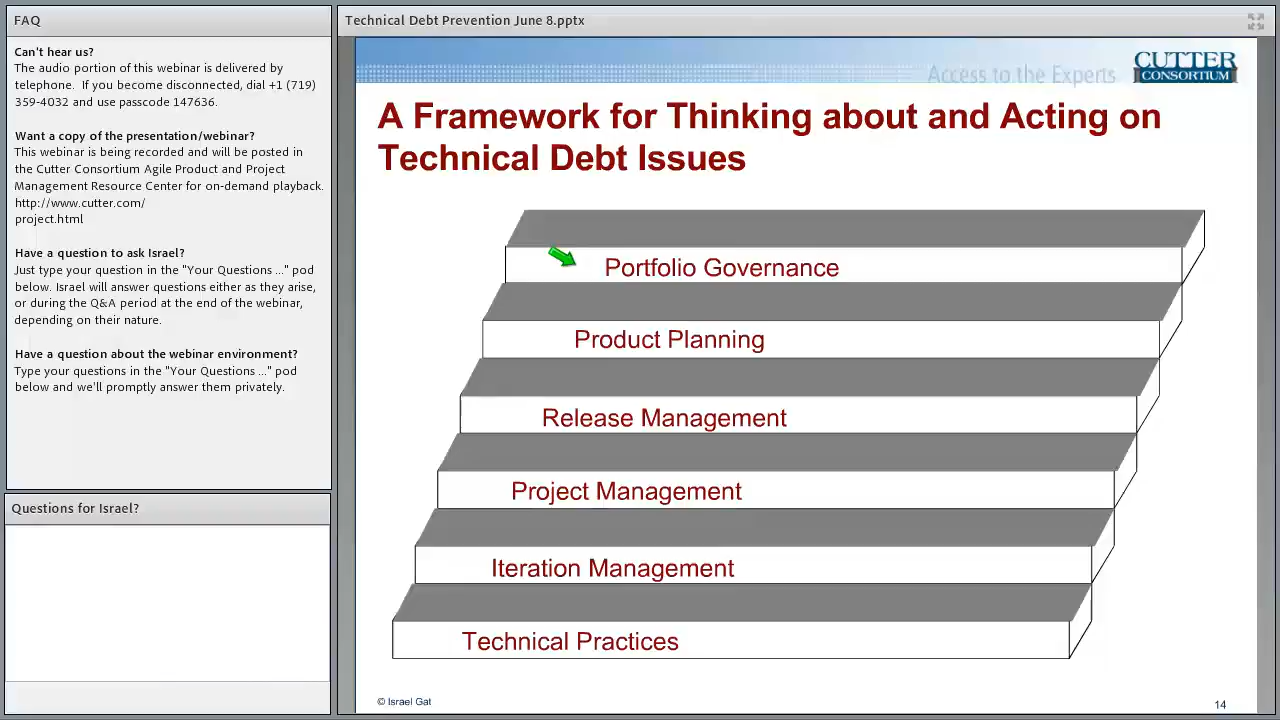 FAQ
Can't hear us?
The audio portion of this webinar is delivered by
telephone. If you become disconnected, dial +1 (719)
359-4032 and use passcode 147636.
Want a copy of the presentation/webinar?
This webinar is being recorded and will be posted in
the Cutter Consortium Agile Product and Project
Management Resource Center for on-demand playback.
http://www.cutter.com/
project.html
Have a question to ask Israel?
Just type your question in the "Your Questions ..." pod
below. Israel will answer questions either as they arise,
or during the Q&A period at the end of the webinar,
depending on their nature.
Have a question about the webinar environment?
Type your questions in the "Your Questions ..." pod
below and we'll promptly answer them privately.
Questions for Israel?
Technical Debt Prevention June 8.pptx
Access to the Experts
CUTTER
CONSORTIUM
A Framework for Thinking about and Acting on
Technical Debt Issues
Portfolio Governance
Product Planning
Release Management
Project Management
Iteration Management
Technical Practices
© Israel Gat
14